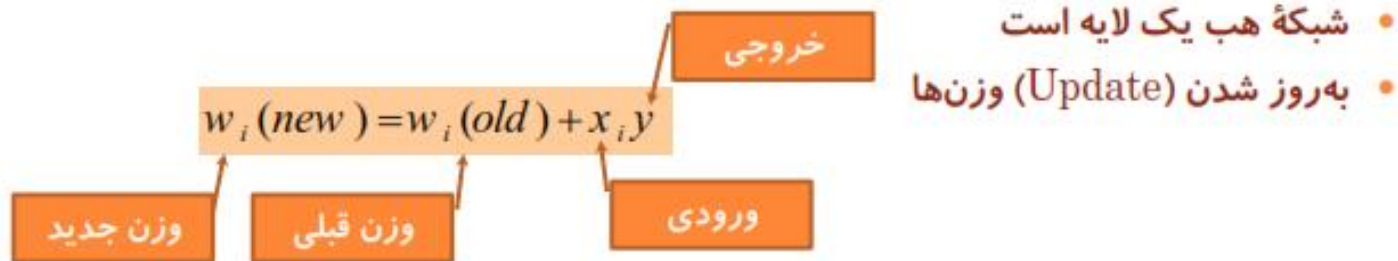 شبکهٔ هب یک لایه است
به‌روز شدن (Update) وزن‌ها
خروجی
w_i (new) = w_i (old) + x_i y
وزن جدید
وزن قبلی
ورودی